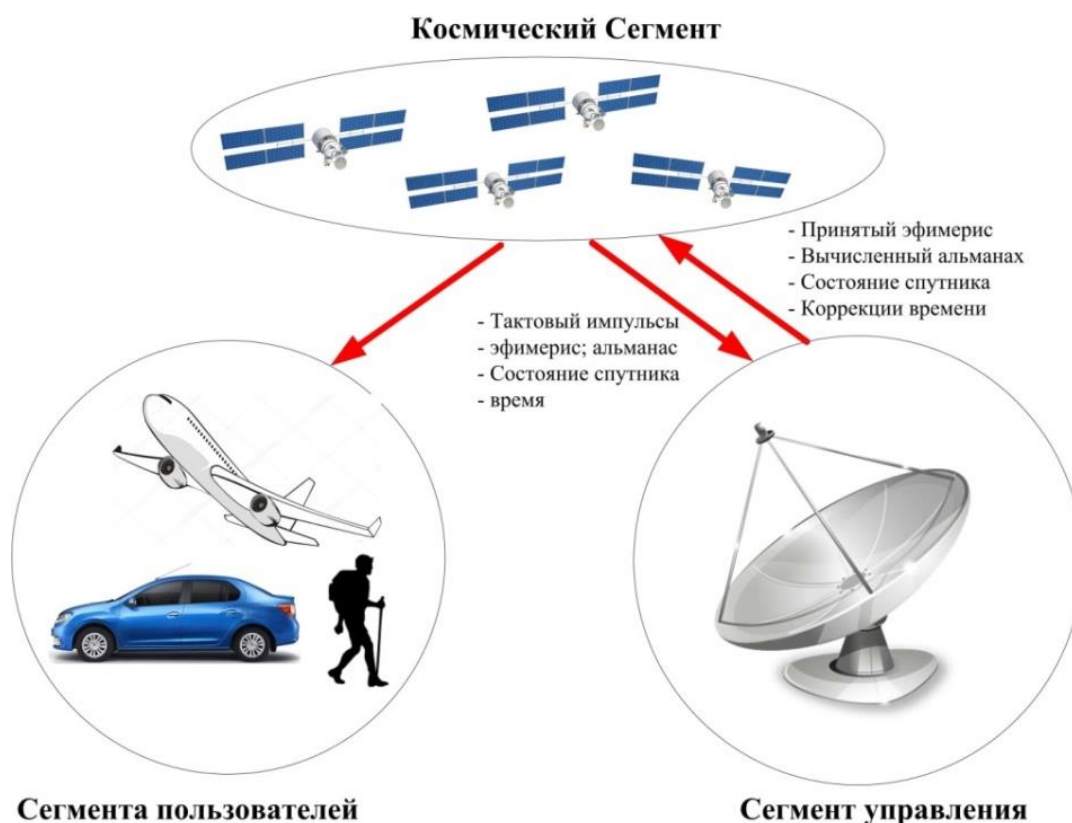 Космический Сегмент
- Принятый эфимерис
- Вычисленный альманах
- Состояние спутника
- Коррекции времени
- Тактовый импульсы
- эфимерис; альманас
- Состояние спутника
- время
Сегмента пользователей
Сегмент управления